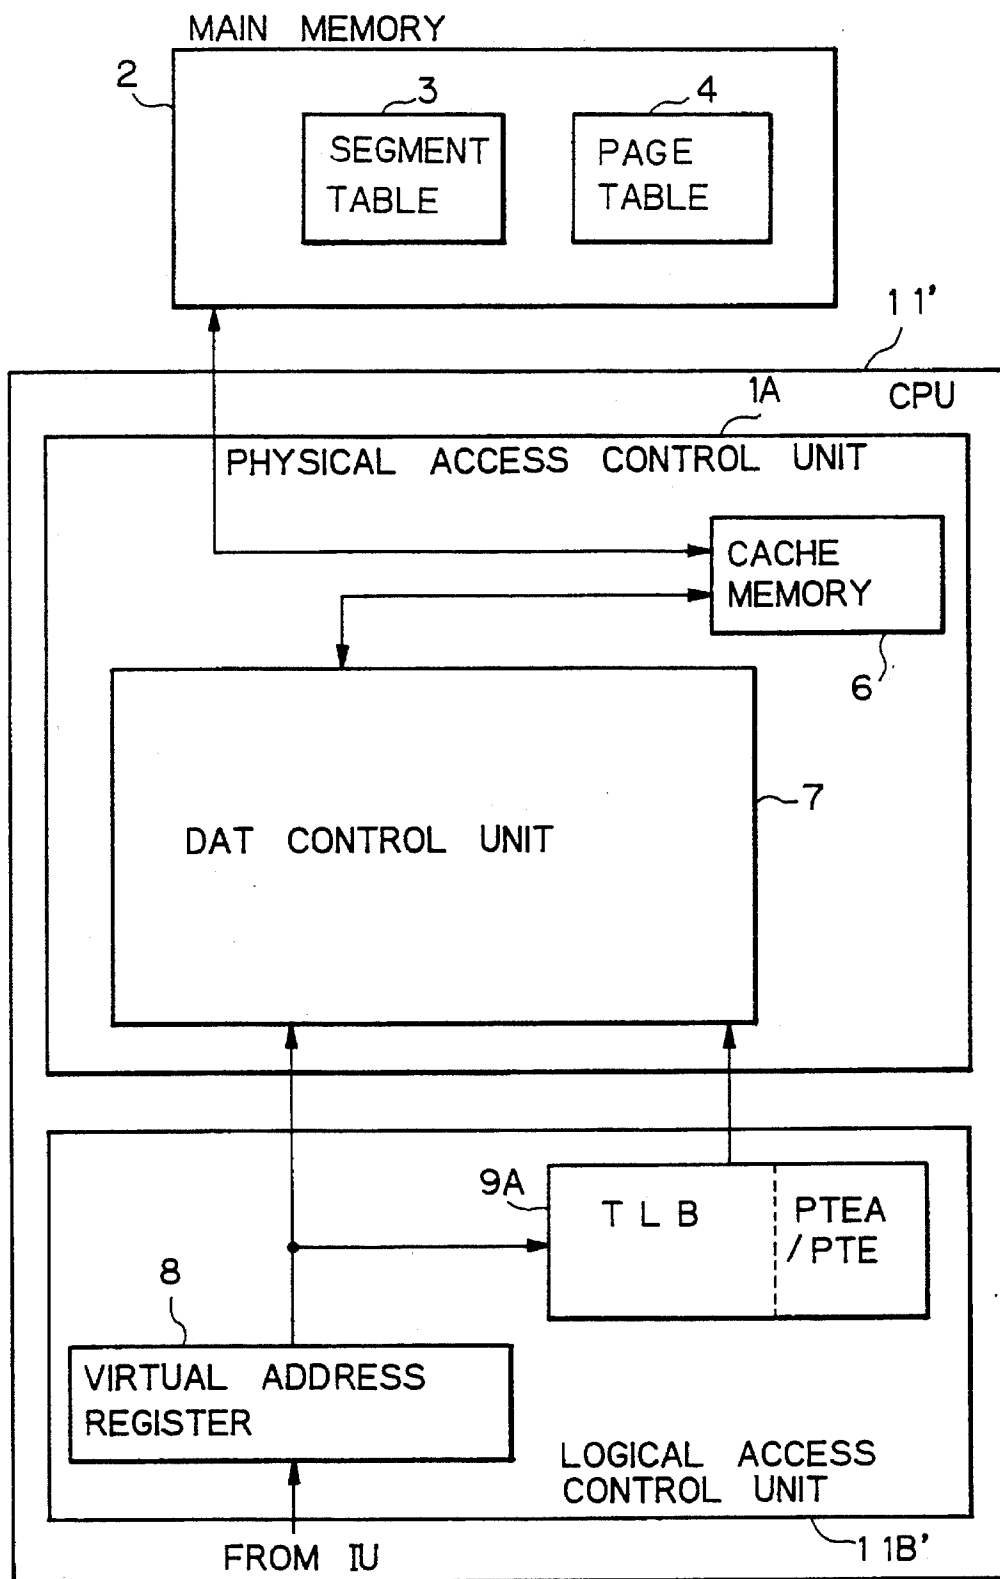 MAIN MEMORY
2
3
4
SEGMENT
TABLE
PAGE
TABLE
11'
CPU
1A
PHYSICAL ACCESS CONTROL UNIT
CACHE
MEMORY
6
7
DAT CONTROL UNIT
9A
TLB
PTEA
/PTE
8
VIRTUAL ADDRESS
REGISTER
LOGICAL ACCESS
CONTROL UNIT
11B'
FROM IU